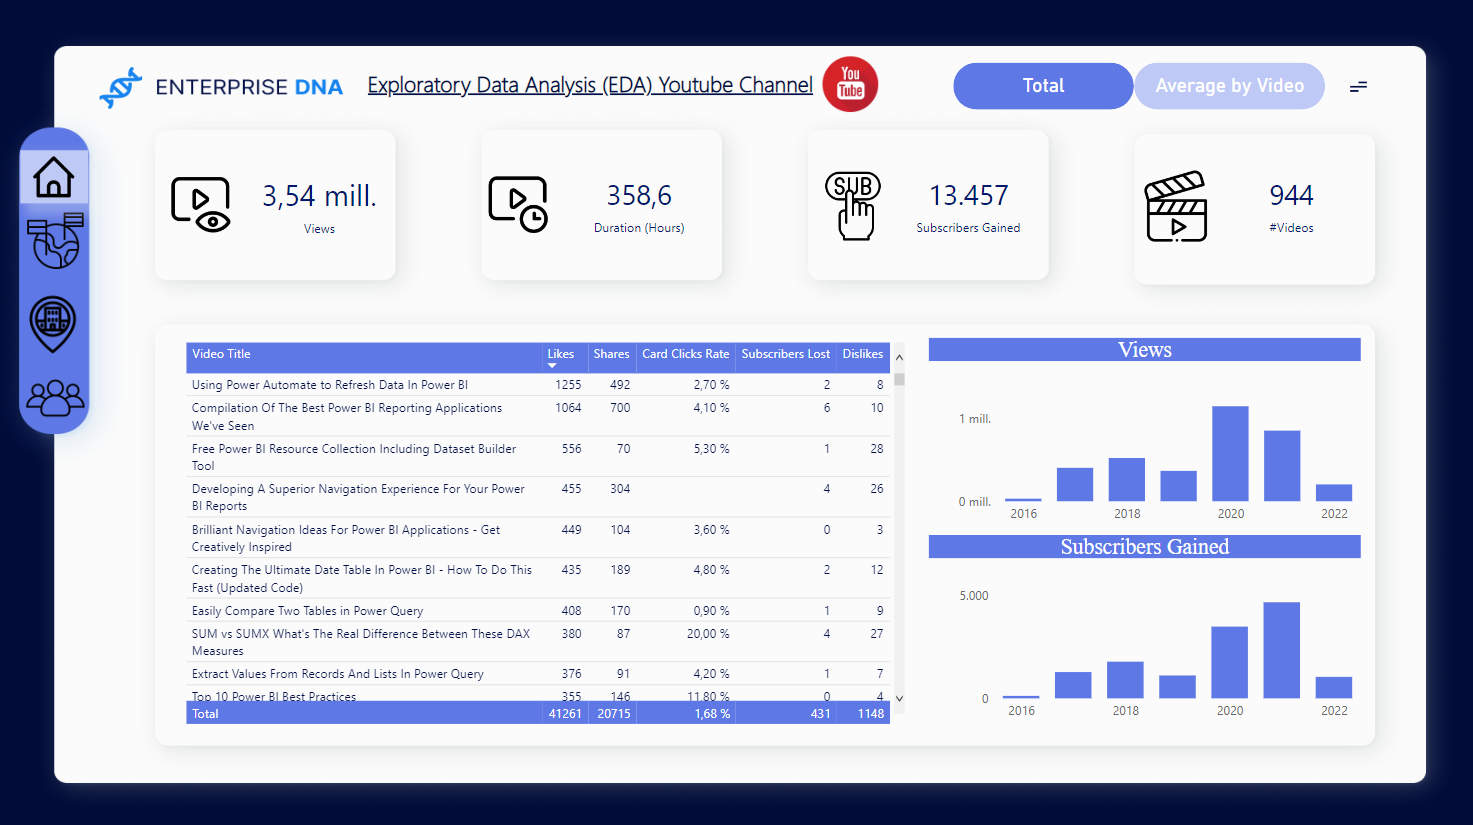 ENTERPRISE DNA
Exploratory Data Analysis (EDA) Youtube Channel
You
Tube
Total
Average by Video
3,54 mill.
Views
358,6
Duration (Hours)
SUB
13.457
Subscribers Gained
944
#Videos
Video Title Likes Shares Card Clicks Rate Subscribers Lost Dislikes
Using Power Automate to Refresh Data In Power BI 1255 492 2,70 % 2 8
Compilation Of The Best Power BI Reporting Applications 1064 700 4,10 % 6 10
We've Seen
Free Power BI Resource Collection Including Dataset Builder 556 70 5,30 % 1 28
Tool
Developing A Superior Navigation Experience For Your Power 455 304 4 26
BI Reports
Brilliant Navigation Ideas For Power BI Applications - Get 449 104 3,60 % 0 3
Creatively Inspired
Creating The Ultimate Date Table In Power BI - How To Do This 435 189 4,80 % 2 12
Fast (Updated Code)
Easily Compare Two Tables in Power Query 408 170 0,90 % 1 9
SUM vs SUMX What's The Real Difference Between These DAX 380 87 20,00 % 4 27
Measures
Extract Values From Records And Lists In Power Query 376 91 4,20 % 1 7
Top 10 Power BI Best Practices 355 146 11,80 % 0 4
Total 41261 20715 1,68 % 431 1148
Views
1 mill.
0 mill.
2016 2018 2020 2022
Subscribers Gained
5.000
0
2016 2018 2020 2022